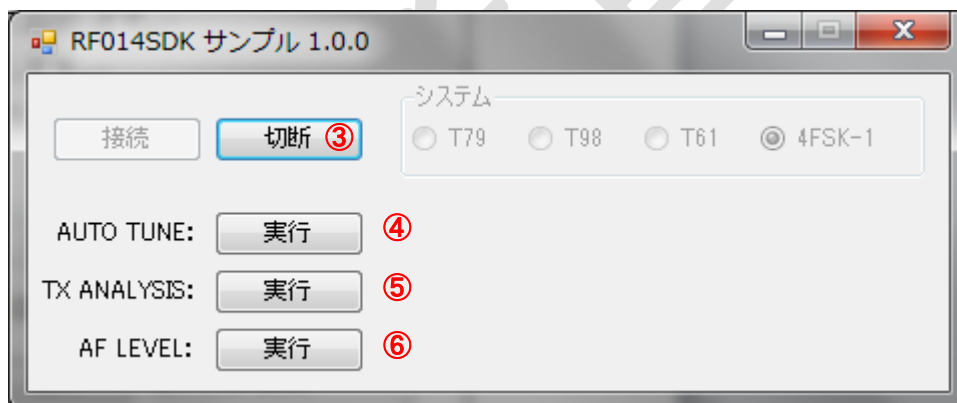 RF014SDK サンプル 1.0.0
システム
接続 切断 ③ T79 T98 T61 4FSK-1
AUTO TUNE: 実行 ④
TX ANALYSIS: 実行 ⑤
AF LEVEL: 実行 ⑥